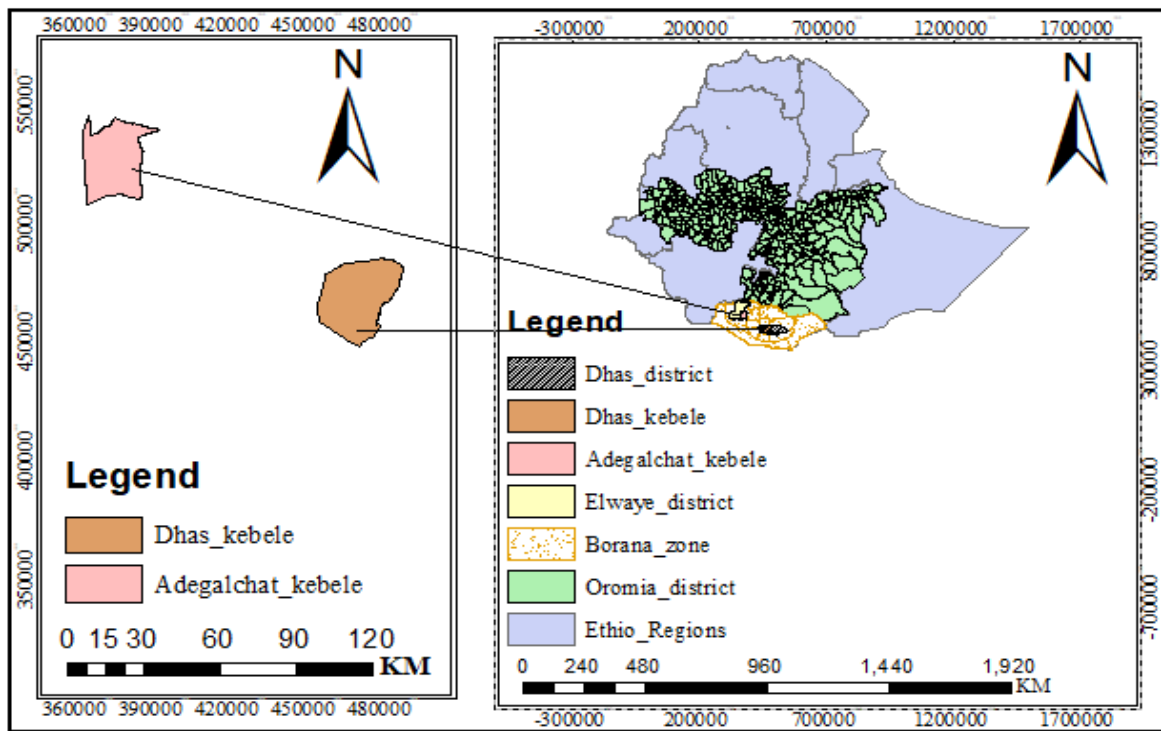 360000 390000 420000 450000 480000
-300000 200000 700000 1200000 1700000
N
N
550000
500000
450000
400000
350000
1300000
800000
300000
-200000
-700000
Legend
Dhas_kebele
Adegalchat_kebele
0 15 30 60 90 120
KM
Legend
Dhas_district
Dhas_kebele
Adegalchat_kebele
Elwaye_district
Borana_zone
Oromia_district
Ethio_Regions
0 240 480 960 1,440 1,920
KM
360000 390000 420000 450000 480000
-300000 200000 700000 1200000 1700000